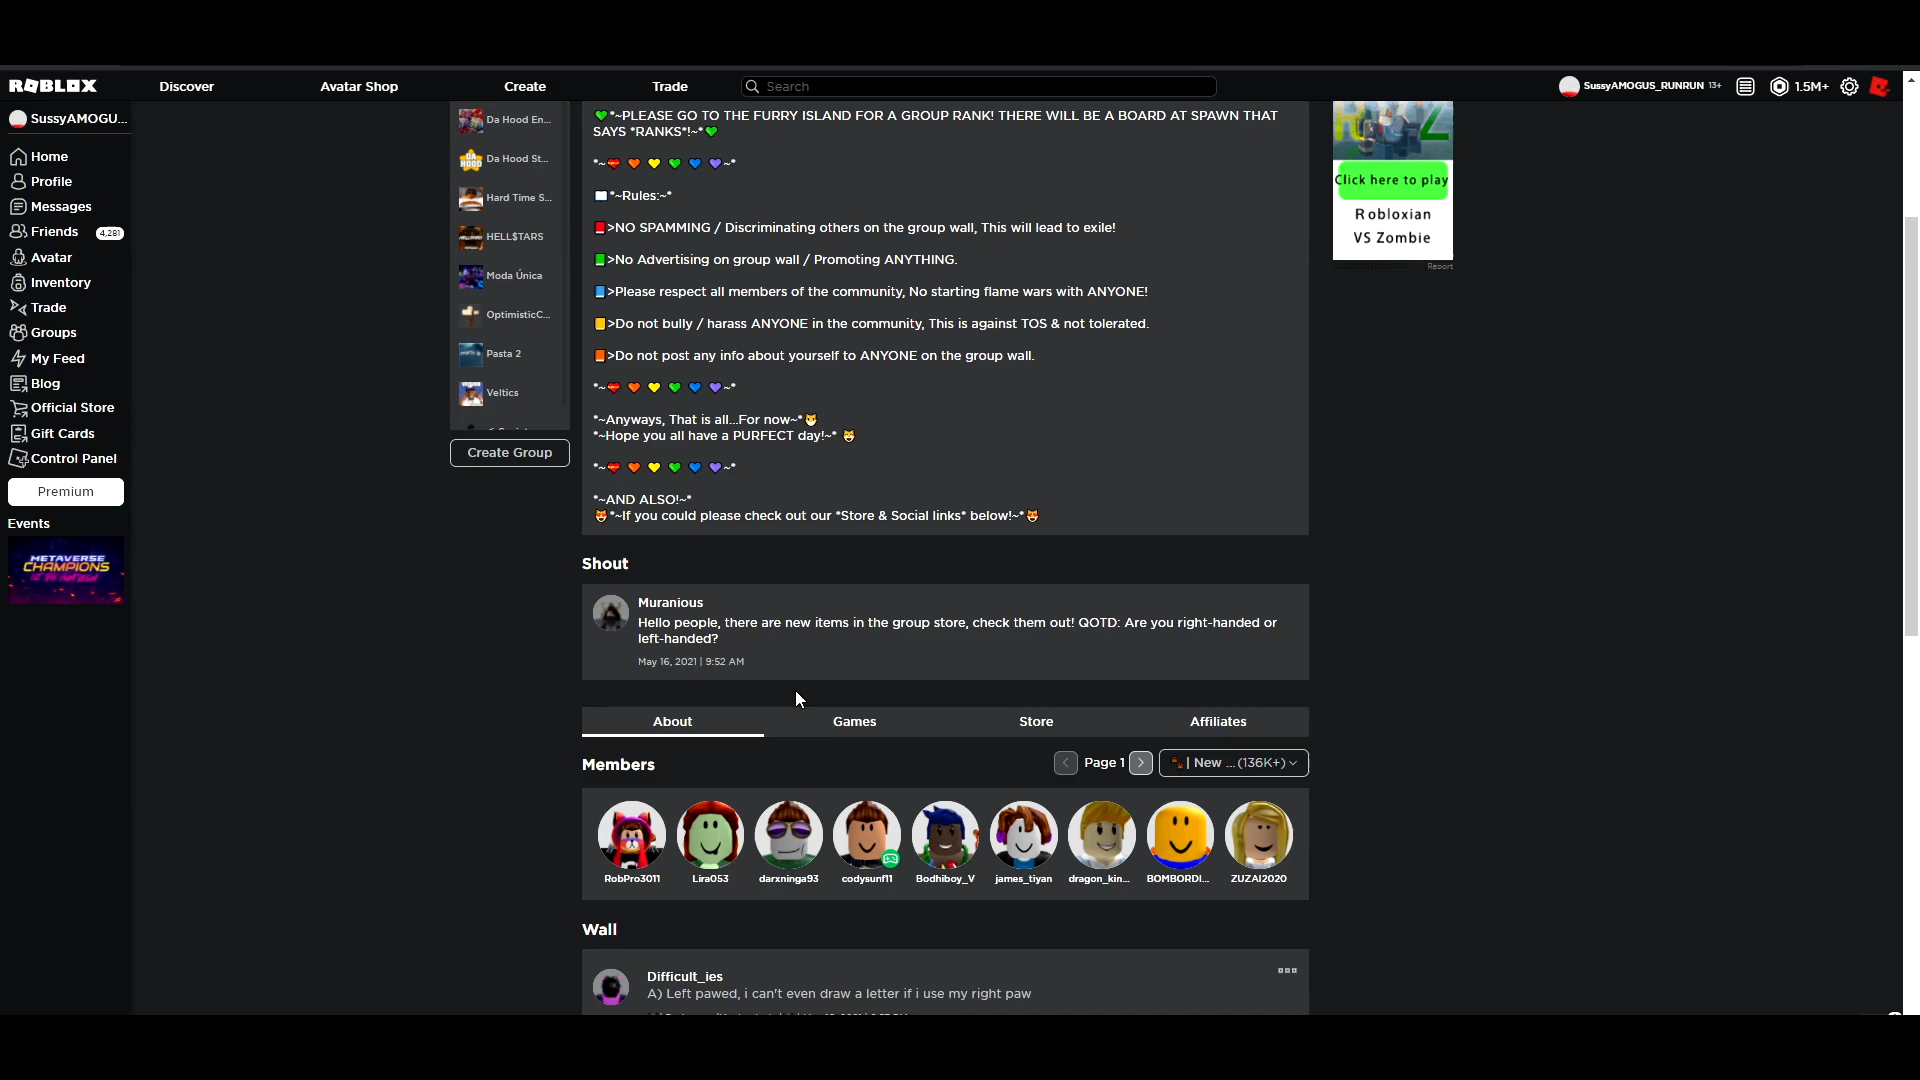 ROBLOX
Discover
Avatar Shop
Create
Trade
Search
SussyAMOGUS_RUNRUN 13+
1.5M+
SussyAMOGU...
Home
Profile
Messages
Friends 4,281
Avatar
Inventory
Trade
Groups
My Feed
Blog
Official Store
Gift Cards
Control Panel
Premium
Events
METAVERSE
CHAMPIONS
Da Hood En...
Da Hood St...
Hard Time S...
HELL$TARS
Moda Única
OptimisticC...
Pasta 2
Veltics
Create Group
💚*~PLEASE GO TO THE FURRY ISLAND FOR A GROUP RANK! THERE WILL BE A BOARD AT SPAWN THAT
SAYS *RANKS*!~*💚
*~❤️ 🧡 💛 💚 💙 💜~*
*~Rules:~*
📕>NO SPAMMING / Discriminating others on the group wall, This will lead to exile!
📗>No Advertising on group wall / Promoting ANYTHING.
📘>Please respect all members of the community, No starting flame wars with ANYONE!
📒>Do not bully / harass ANYONE in the community, This is against TOS & not tolerated.
📙>Do not post any info about yourself to ANYONE on the group wall.
*~❤️ 🧡 💛 💚 💙 💜~*
*~Anyways, That is all...For now~*😼
*~Hope you all have a PURFECT day!~* 😸
*~❤️ 🧡 💛 💚 💙 💜~*
*~AND ALSO!~*
😻*~If you could please check out our *Store & Social links* below!~*😻
Shout
Muranious
Hello people, there are new items in the group store, check them out! QOTD: Are you right-handed or
left-handed?
May 16, 2021 | 9:52 AM
About
Games
Store
Affiliates
Members
Page 1
| New ... (136K+)
RobPro3011
Lira053
darxninga93
codysunf11
Bodhiboy_V
james_tiyan
dragon_kin...
BOMBORDI...
ZUZAI2020
Wall
Difficult_ies
A) Left pawed, i can't even draw a letter if i use my right paw
Click here to play
Robloxian
VS Zombie
Report